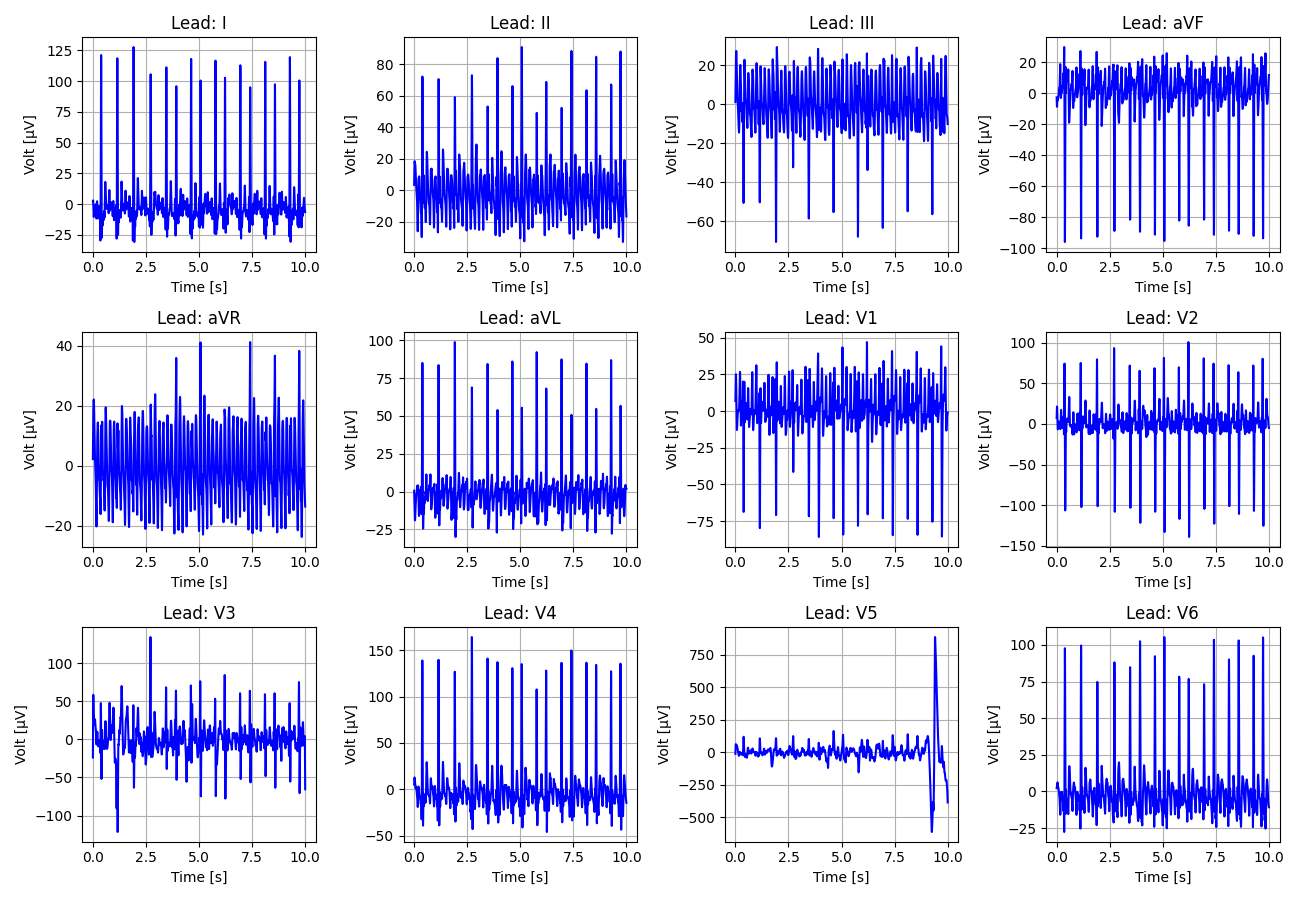 Lead: I
Volt [µV]
125
100
75
50
25
0
−25
0.0 2.5 5.0 7.5 10.0
Time [s]
Lead: II
Volt [µV]
80
60
40
20
0
−20
0.0 2.5 5.0 7.5 10.0
Time [s]
Lead: III
Volt [µV]
20
0
−20
−40
−60
0.0 2.5 5.0 7.5 10.0
Time [s]
Lead: aVF
Volt [µV]
20
0
−20
−40
−60
−80
−100
0.0 2.5 5.0 7.5 10.0
Time [s]
Lead: aVR
Volt [µV]
40
20
0
−20
0.0 2.5 5.0 7.5 10.0
Time [s]
Lead: aVL
Volt [µV]
100
75
50
25
0
−25
0.0 2.5 5.0 7.5 10.0
Time [s]
Lead: V1
Volt [µV]
50
25
0
−25
−50
−75
0.0 2.5 5.0 7.5 10.0
Time [s]
Lead: V2
Volt [µV]
100
50
0
−50
−100
−150
0.0 2.5 5.0 7.5 10.0
Time [s]
Lead: V3
Volt [µV]
100
50
0
−50
−100
0.0 2.5 5.0 7.5 10.0
Time [s]
Lead: V4
Volt [µV]
150
100
50
0
−50
0.0 2.5 5.0 7.5 10.0
Time [s]
Lead: V5
Volt [µV]
750
500
250
0
−250
−500
0.0 2.5 5.0 7.5 10.0
Time [s]
Lead: V6
Volt [µV]
100
75
50
25
0
−25
0.0 2.5 5.0 7.5 10.0
Time [s]